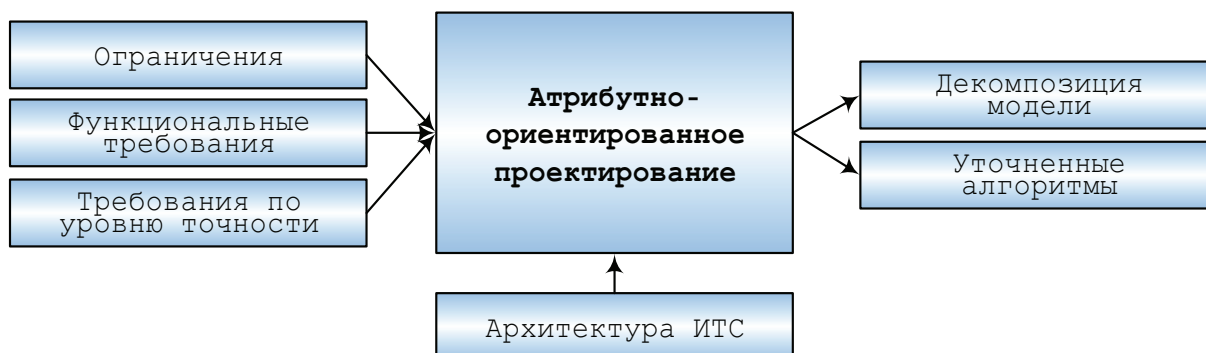 Ограничения
Функциональные
требования
Требования по
уровню точности
Атрибутно-
ориентированное
проектирование
Декомпозиция
модели
Уточненные
алгоритмы
Архитектура ИТС